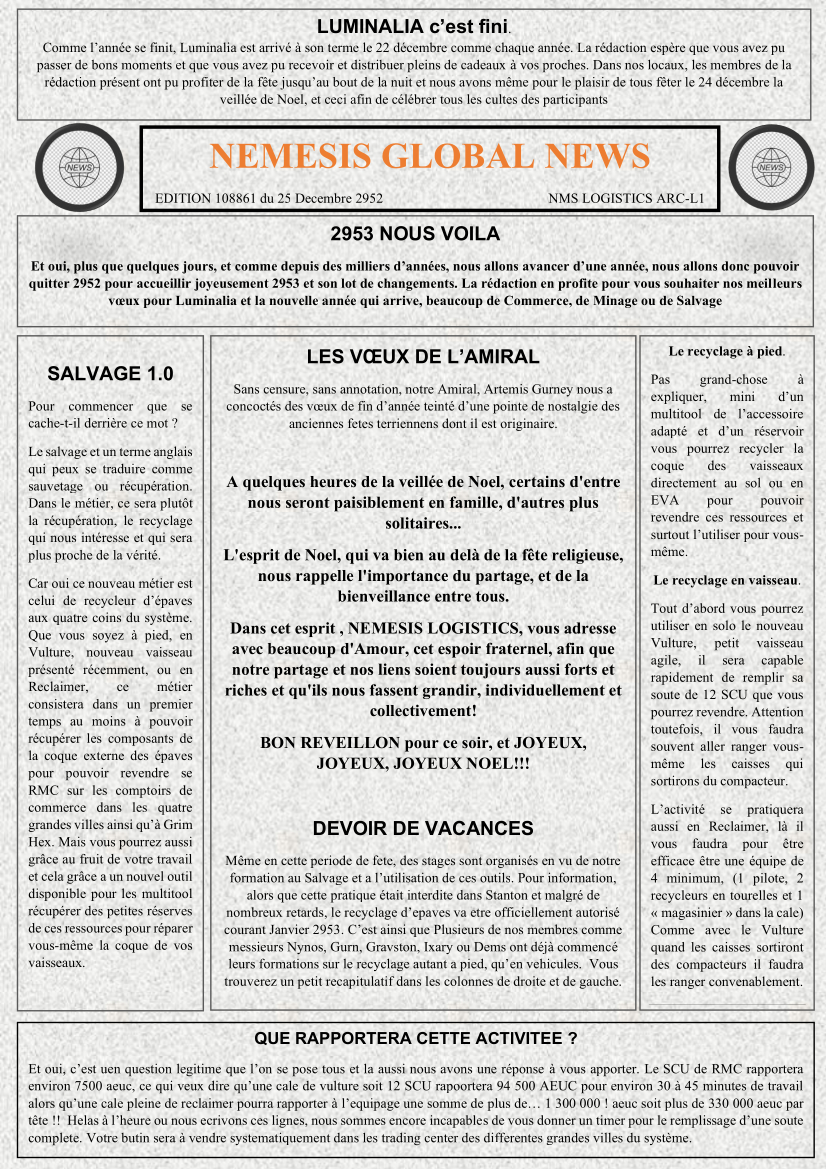 LUMINALIA c’est fini.
Comme l’année se finit, Luminalia est arrivé à son terme le 22 décembre comme chaque année. La rédaction espère que vous avez pu
passer de bons moments et que vous avez pu recevoir et distribuer pleins de cadeaux à vos proches. Dans nos locaux, les membres de la
rédaction présent ont pu profiter de la fête jusqu’au bout de la nuit et nous avons même pour le plaisir de tous fêter le 24 décembre la
veillée de Noel, et ceci afin de célébrer tous les cultes des participants
NEWS
NEMESIS GLOBAL NEWS
EDITION 108861 du 25 Decembre 2952 NMS LOGISTICS ARC-L1
NEWS
2953 NOUS VOILA
Et oui, plus que quelques jours, et comme depuis des milliers d’années, nous allons avancer d’une année, nous allons donc pouvoir
quitter 2952 pour accueillir joyeusement 2953 et son lot de changements. La rédaction en profite pour vous souhaiter nos meilleurs
vœux pour Luminalia et la nouvelle année qui arrive, beaucoup de Commerce, de Minage ou de Salvage
SALVAGE 1.0
Pour commencer que se
cache-t-il derrière ce mot ?
Le salvage et un terme anglais
qui peux se traduire comme
sauvetage ou récupération.
Dans le métier, ce sera plutôt
la récupération, le recyclage
qui nous intéresse et qui sera
plus proche de la vérité.
Car oui ce nouveau métier est
celui de recycleur d’épaves
aux quatre coins du système.
Que vous soyez à pied, en
Vulture, nouveau vaisseau
présenté récemment, ou en
Reclaimer, ce métier
consistera dans un premier
temps au moins à pouvoir
récupérer les composants de
la coque externe des épaves
pour pouvoir revendre se
RMC sur les comptoirs de
commerce dans les quatre
grandes villes ainsi qu’à Grim
Hex. Mais vous pourrez aussi
grâce au fruit de votre travail
et cela grâce a un nouvel outil
disponible pour les multitool
récupérer des petites réserves
de ces ressources pour réparer
vous-même la coque de vos
vaisseaux.
LES VŒUX DE L’AMIRAL
Sans censure, sans annotation, notre Amiral, Artemis Gurney nous a
concoctés des vœux de fin d’année teinté d’une pointe de nostalgie des
anciennes fetes terriennes dont il est originaire.
A quelques heures de la veillée de Noel, certains d'entre
nous seront paisiblement en famille, d'autres plus
solitaires...
L'esprit de Noel, qui va bien au delà de la fête religieuse,
nous rappelle l'importance du partage, et de la
bienveillance entre tous.
Dans cet esprit , NEMESIS LOGISTICS, vous adresse
avec beaucoup d'Amour, cet espoir fraternel, afin que
notre partage et nos liens soient toujours aussi forts et
riches et qu'ils nous fassent grandir, individuellement et
collectivement!
BON REVEILLON pour ce soir, et JOYEUX,
JOYEUX, JOYEUX NOEL!!!
DEVOIR DE VACANCES
Même en cette periode de fete, des stages sont organisés en vu de notre
formation au Salvage et a l’utilisation de ces outils. Pour information,
alors que cette pratique était interdite dans Stanton et malgré de
nombreux retards, le recyclage d’epaves va etre officiellement autorisé
courant Janvier 2953. C’est ainsi que Plusieurs de nos membres comme
messieurs Nynos, Gurn, Gravston, Ixary ou Dems ont déjà commencé
leurs formations sur le recyclage autant a pied, qu’en vehicules. Vous
trouverez un petit recapitulatif dans les colonnes de droite et de gauche.
Le recyclage à pied.
Pas grand-chose à
expliquer, mini d’un
multitool de l’accessoire
adapté et d’un réservoir
vous pourrez recycler la
coque des vaisseaux
directement au sol ou en
EVA pour pouvoir
revendre ces ressources et
surtout l’utiliser pour vous-
même.
Le recyclage en vaisseau.
Tout d’abord vous pourrez
utiliser en solo le nouveau
Vulture, petit vaisseau
agile, il sera capable
rapidement de remplir sa
soute de 12 SCU que vous
pourrez revendre. Attention
toutefois, il vous faudra
souvent aller ranger vous-
même les caisses qui
sortirons du compacteur.
L’activité se pratiquera
aussi en Reclaimer, là il
vous faudra pour être
efficace être une équipe de
4 minimum, (1 pilote, 2
recycleurs en tourelles et 1
« magasinier » dans la cale)
Comme avec le Vulture
quand les caisses sortiront
des compacteurs il faudra
les ranger convenablement.
QUE RAPPORTERA CETTE ACTIVITEE ?
Et oui, c’est uen question legitime que l’on se pose tous et la aussi nous avons une réponse à vous apporter. Le SCU de RMC rapportera
environ 7500 aeuc, ce qui veux dire qu’une cale de vulture soit 12 SCU rapoortera 94 500 AEUC pour environ 30 à 45 minutes de travail
alors qu’une cale pleine de reclaimer pourra rapporter à l’equipage une somme de plus de… 1 300 000 ! aeuc soit plus de 330 000 aeuc par
tête !! Helas à l’heure ou nous ecrivons ces lignes, nous sommes encore incapables de vous donner un timer pour le remplissage d’une soute
complete. Votre butin sera à vendre systematiquement dans les trading center des differentes grandes villes du système.